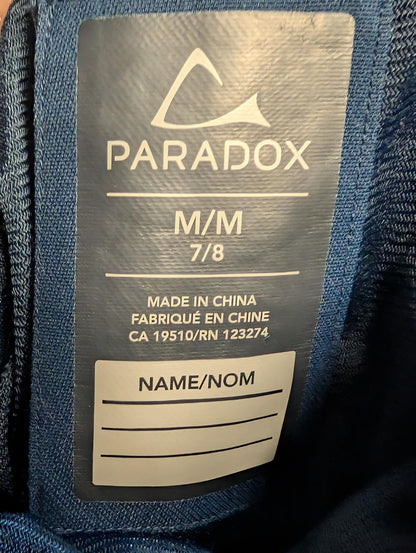 PARADOX
M/M
7/8
MADE IN CHINA
FABRIQUÉ EN CHINE
CA 19510/RN 123274
NAME/NOM